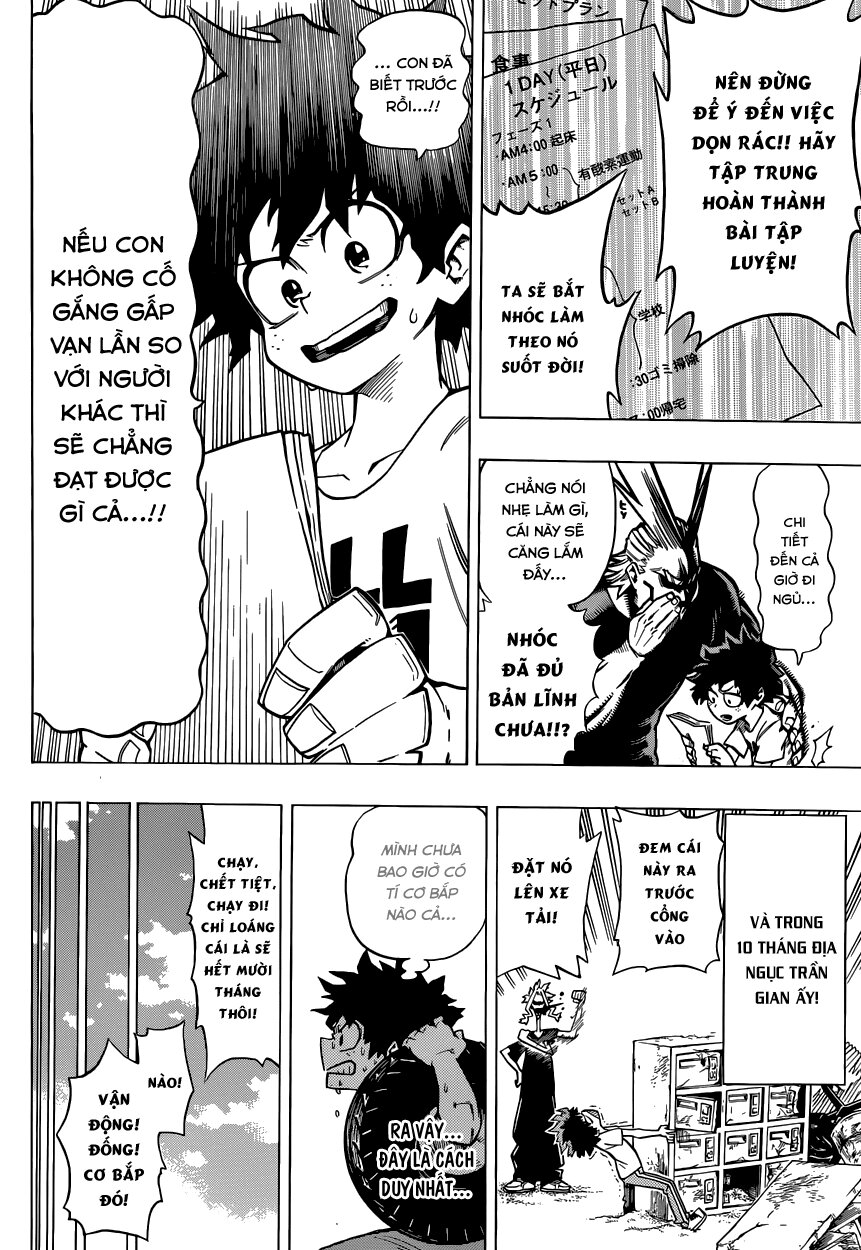 NÊN ĐỪNG
ĐỂ Ý ĐẾN VIỆC
DỌN RÁC!! HÃY
TẬP TRUNG
HOÀN THÀNH
BÀI TẬP
LUYỆN!
セットプラン
食事
1 DAY (平日)
スケジュール
フェーズ1
・AM4:00 起床
・AM5:00
~
有酸素運動
セットA
セットB
学校
:30ゴミ掃除
:00帰宅
TA SẼ BẮT
NHÓC LÀM
THEO NÓ
SUỐT ĐỜI!
... CON ĐÃ
BIẾT TRƯỚC
RỒI...!!
NẾU CON
KHÔNG CỐ
GẮNG GẤP
VẠN LẦN SO
VỚI NGƯỜI
KHÁC THÌ
SẼ CHẲNG
ĐẠT ĐƯỢC
GÌ CẢ...!!
CHI
TIẾT
ĐẾN CẢ
GIỜ ĐI
NGỦ...
CHẲNG NÓI
NHẸ LÀM GÌ,
CÁI NÀY SẼ
CĂNG LẮM
ĐẤY...
NHÓC
ĐÃ ĐỦ
BẢN LĨNH
CHƯA!!?
VÀ TRONG
10 THÁNG ĐỊA
NGỤC TRẦN
GIAN ẤY!
ĐEM CÁI
NÀY RA
TRƯỚC
CỔNG
VÀO
ĐẶT NÓ
LÊN XE
TẢI!
MÌNH CHƯA
BAO GIỜ CÓ
TÍ CƠ BẮP
NÀO CẢ...
RA VẬY...
ĐÂY LÀ CÁCH
DUY NHẤT...
CHẠY,
CHẾT TIỆT,
CHẠY ĐI!
CHỈ LOÁNG
CÁI LÀ SẼ
HẾT MƯỜI
THÁNG
THÔI!
NÀO!
VẬN
ĐỘNG!
ĐỐNG!
CƠ BẮP
ĐÓ!